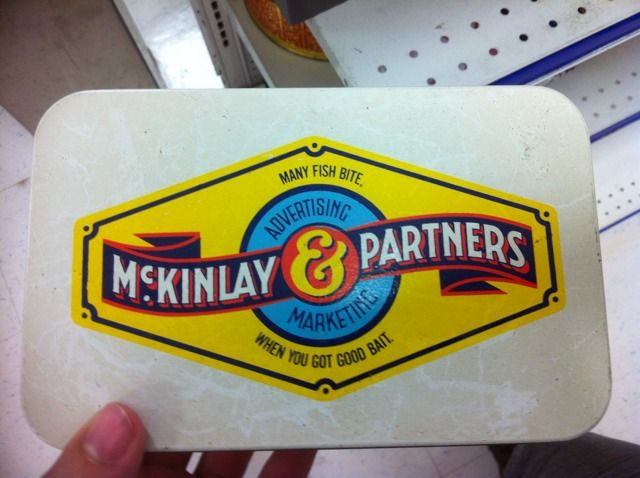 MANY FISH BITE,
ADVERTISING
McKINLAY & PARTNERS
MARKETING
WHEN YOU GOT GOOD BAIT.